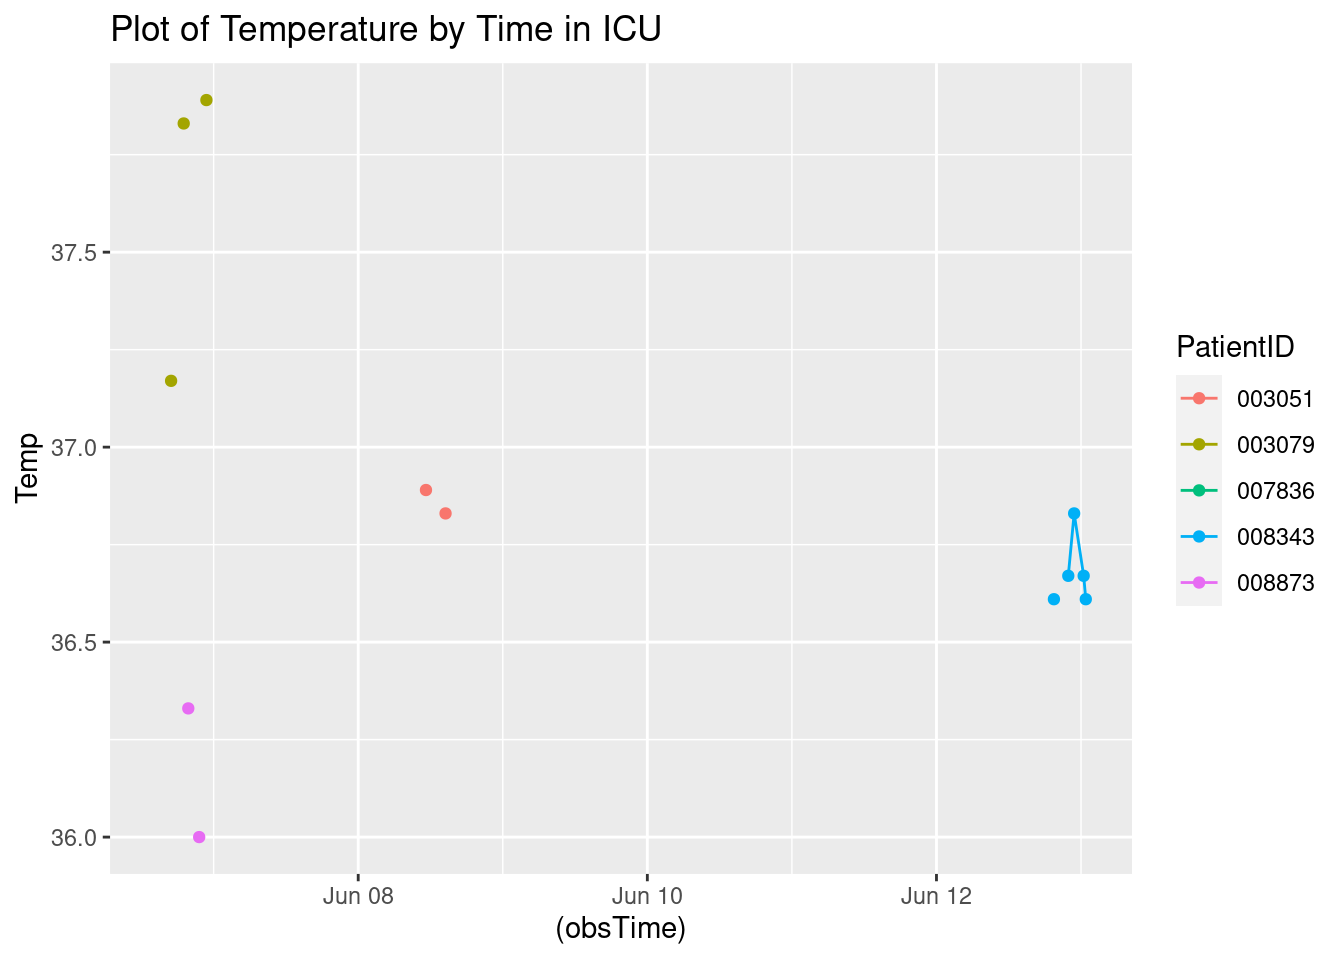 Plot of Temperature by Time in ICU
37.5
37.0
36.5
36.0
Temp
Jun 08
Jun 10
Jun 12
(obsTime)
PatientID
003051
003079
007836
008343
008873